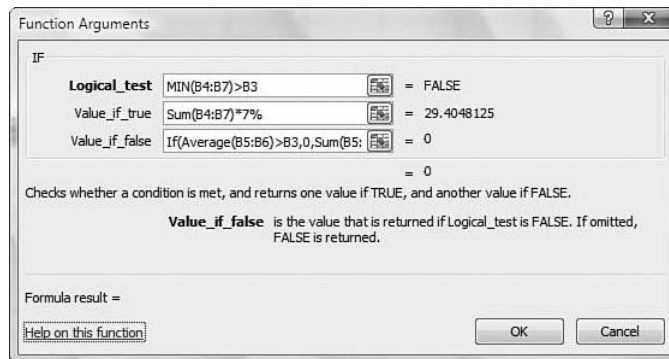 Function Arguments
IF
Logical_test MIN(B4:B7)>B3 = FALSE
Value_if_true Sum(B4:B7)*7% = 29.4048125
Value_if_false If(Average(B5:B6)>B3,0,Sum(B5: = 0
= 0
Checks whether a condition is met, and returns one value if TRUE, and another value if FALSE.
Value_if_false is the value that is returned if Logical_test is FALSE. If omitted,
FALSE is returned.
Formula result =
Help on this function OK Cancel